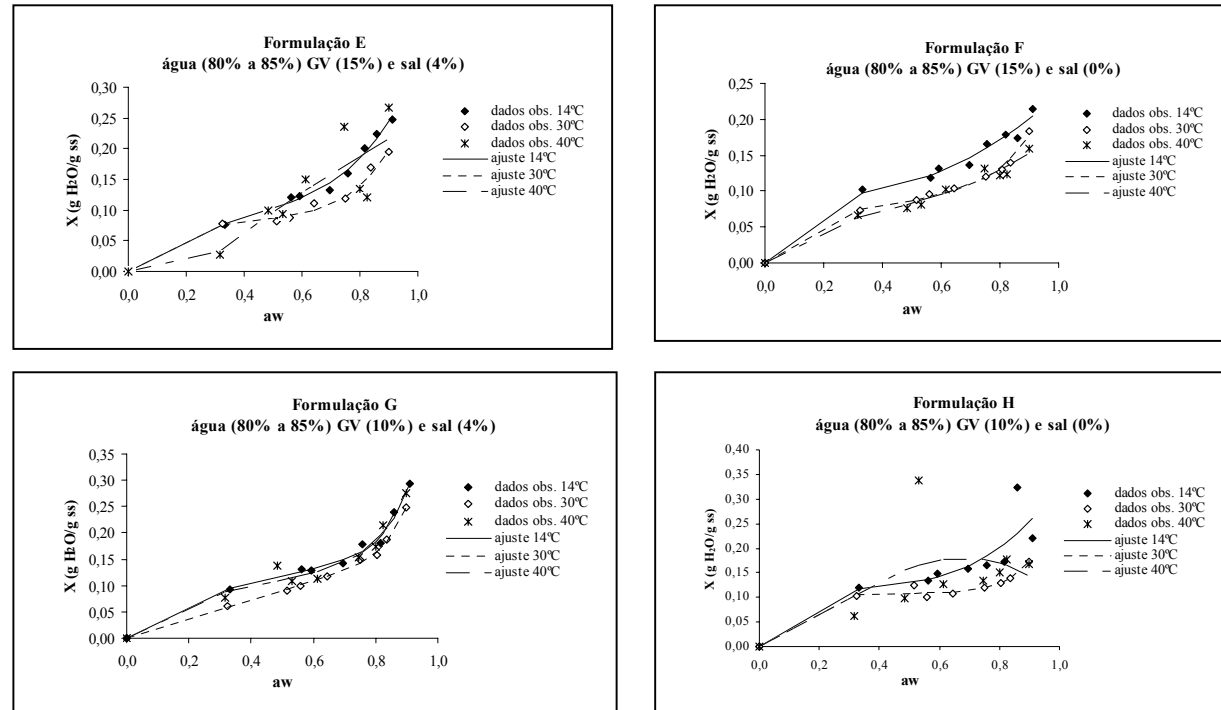 Formulação E
água (80% a 85%) GV (15%) e sal (4%)
0,30
0,25
0,20
0,15
0,10
0,05
0,00
X (g H2O/g ss)
0,0 0,2 0,4 0,6 0,8 1,0
aw
dados obs. 14ºC
dados obs. 30ºC
dados obs. 40ºC
ajuste 14ºC
ajuste 30ºC
ajuste 40ºC
Formulação F
água (80% a 85%) GV (15%) e sal (0%)
0,25
0,20
0,15
0,10
0,05
0,00
X (g H2O/g ss)
0,0 0,2 0,4 0,6 0,8 1,0
aw
dados obs. 14ºC
dados obs. 30ºC
dados obs. 40ºC
ajuste 14ºC
ajuste 30ºC
ajuste 40ºC
Formulação G
água (80% a 85%) GV (10%) e sal (4%)
0,35
0,30
0,25
0,20
0,15
0,10
0,05
0,00
X (g H2O/g ss)
0,0 0,2 0,4 0,6 0,8 1,0
aw
dados obs. 14ºC
dados obs. 30ºC
dados obs. 40ºC
ajuste 14ºC
ajuste 30ºC
ajuste 40ºC
Formulação H
água (80% a 85%) GV (10%) e sal (0%)
0,40
0,35
0,30
0,25
0,20
0,15
0,10
0,05
0,00
X (g H2O/g ss)
0,0 0,2 0,4 0,6 0,8 1,0
aw
dados obs. 14ºC
dados obs. 30ºC
dados obs. 40ºC
ajuste 14ºC
ajuste 30ºC
ajuste 40ºC